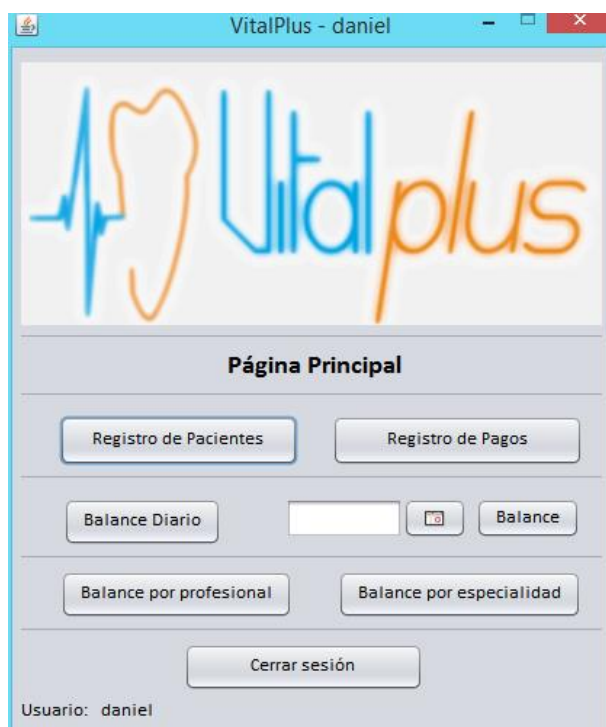 VitalPlus - daniel
Vitalplus
Página Principal
Registro de Pacientes Registro de Pagos
Balance Diario Balance
Balance por profesional Balance por especialidad
Cerrar sesión
Usuario: daniel